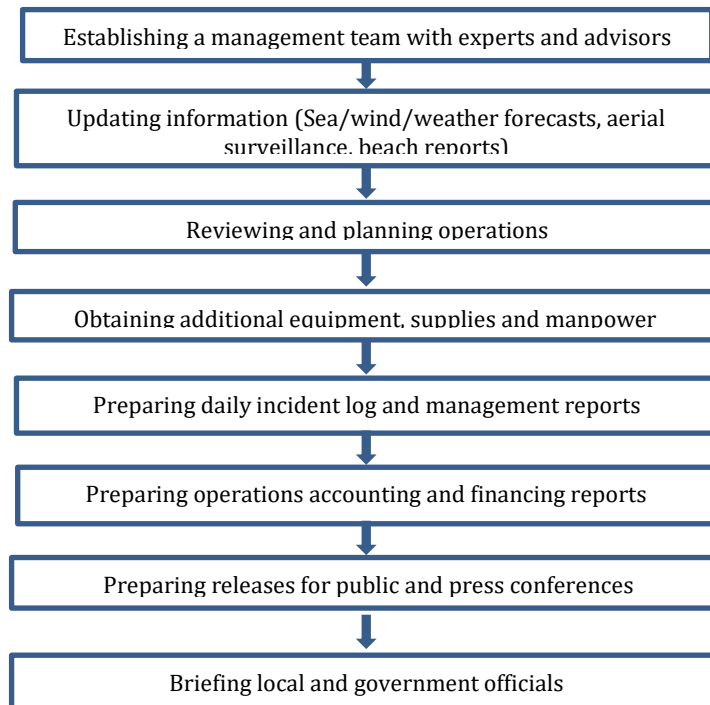 Establishing a management team with experts and advisors
Updating information (Sea/wind/weather forecasts, aerial
surveillance, beach reports)
Reviewing and planning operations
Obtaining additional equipment, supplies and manpower
Preparing daily incident log and management reports
Preparing operations accounting and financing reports
Preparing releases for public and press conferences
Briefing local and government officials